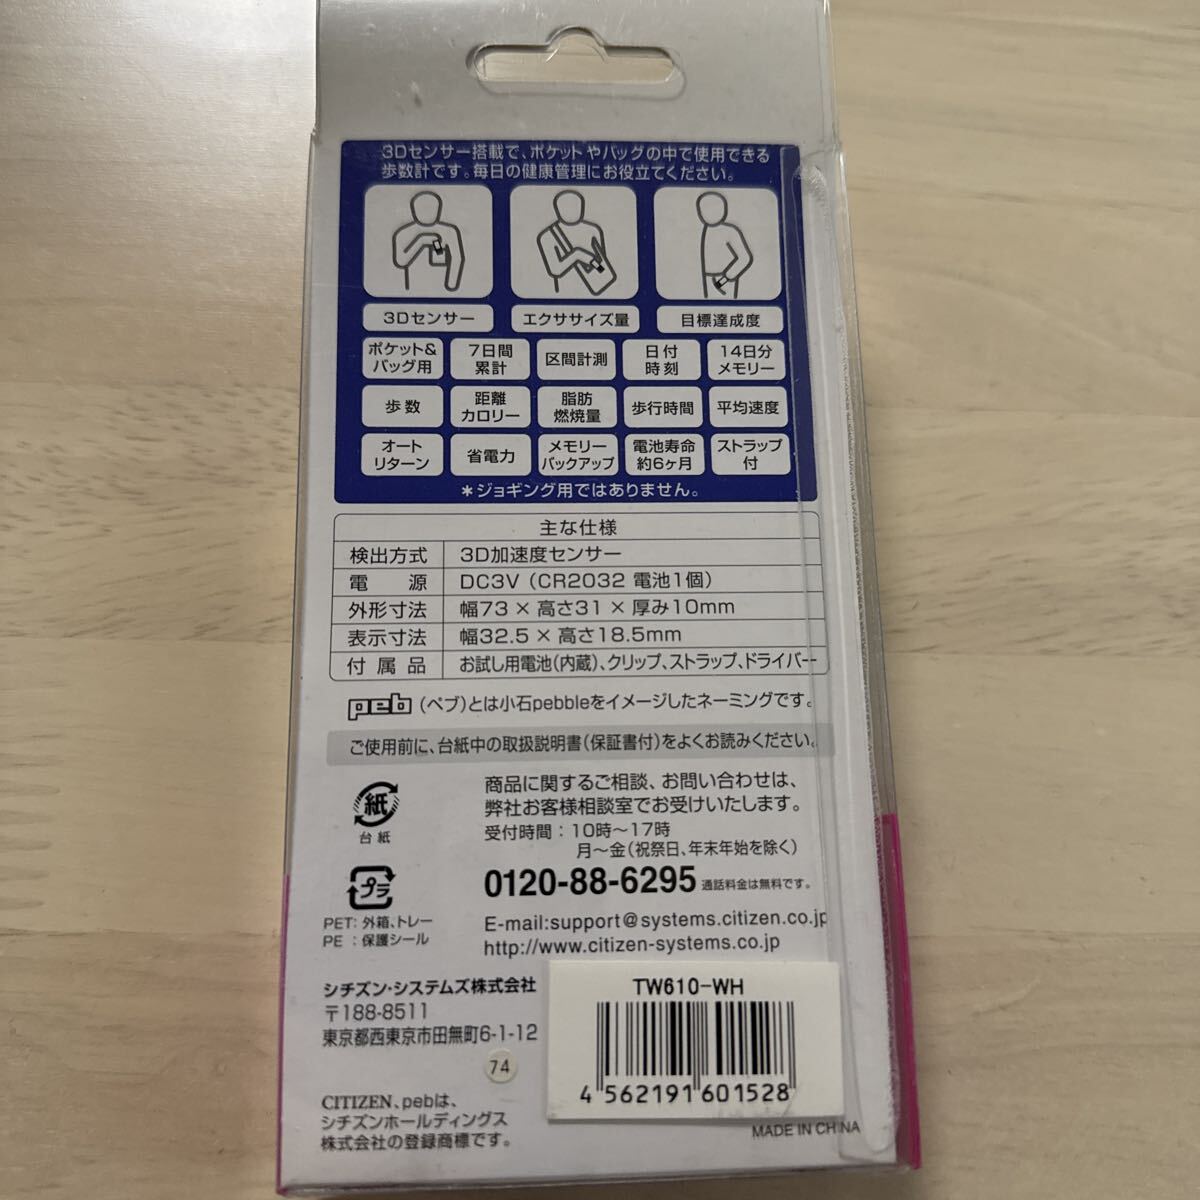 3Dセンサー搭載で、ポケットやバッグの中で使用できる
歩数計です。毎日の健康管理にお役立てください。
3Dセンサー
エクササイズ量
目標達成度
ポケット&
バッグ用
7日間
累計
区間計測
日付
時刻
14日分
メモリー
歩数
距離
カロリー
脂肪
燃焼量
歩行時間
平均速度
オート
リターン
省電力
メモリー
バックアップ
電池寿命
約6ヶ月
ストラップ
付
*ジョギング用ではありません。
主な仕様
検出方式 3D加速度センサー
電源 DC3V(CR2032 電池1個)
外形寸法 幅73×高さ31×厚み10mm
表示寸法 幅32.5×高さ18.5mm
付属品 お試し用電池(内蔵)、クリップ、ストラップ、ドライバー
peb(ペブ)とは小石pebbleをイメージしたネーミングです。
ご使用前に、台紙中の取扱説明書(保証書付)をよくお読みください。
紙
台紙
プラ
PET:外箱、トレー
PE:保護シール
商品に関するご相談、お問い合わせは、
弊社お客様相談室でお受けいたします。
受付時間:10時~17時
月~金(祝祭日、年末年始を除く)
0120-88-6295 通話料金は無料です。
E-mail:support@systems.citizen.co.jp
http://www.citizen-systems.co.jp
シチズン・システムズ株式会社
〒188-8511
東京都西東京市田無町6-1-12
74
CITIZEN、pebは、
シチズンホールディングス
株式会社の登録商標です。
TW610-WH
4 562191 601528
MADE IN CHINA